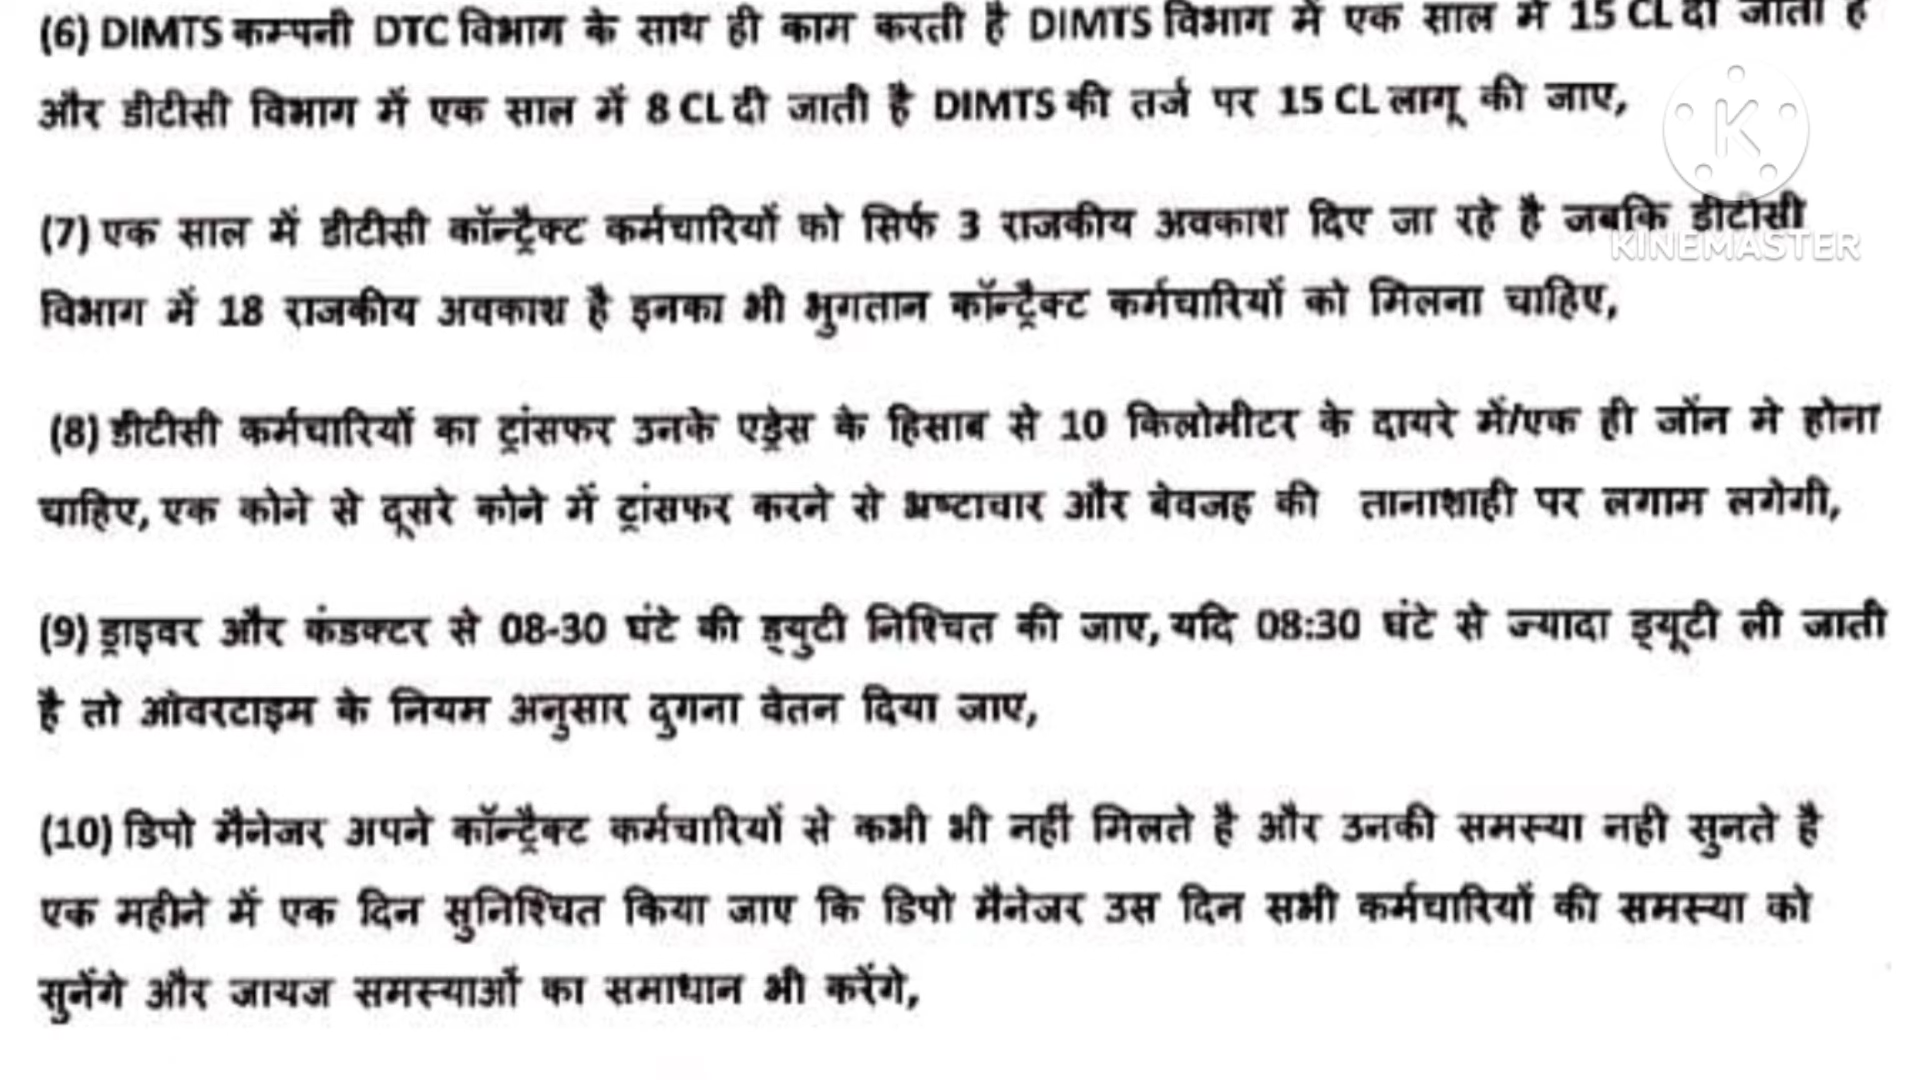 (6) DIMTS कम्पनी DTC विभाग के साथ ही काम करती है DIMTS विभाग में एक साल में 15 CL दी जाती है
और डीटीसी विभाग में एक साल में 8 CL दी जाती है DIMTS की तर्ज पर 15 CL लागू की जाए,
(7) एक साल में डीटीसी कॉन्ट्रैक्ट कर्मचारियों को सिर्फ 3 राजकीय अवकाश दिए जा रहे है जबकि डीटीसी
विभाग में 18 राजकीय अवकाश है इनका भी भुगतान कॉन्ट्रैक्ट कर्मचारियों को मिलना चाहिए,
(8) डीटीसी कर्मचारियों का ट्रांसफर उनके एड्रेस के हिसाब से 10 किलोमीटर के दायरे में/एक ही जोंन मे होना
चाहिए, एक कोने से दूसरे कोने में ट्रांसफर करने से भ्रष्टाचार और बेवजह की तानाशाही पर लगाम लगेगी,
(9) ड्राइवर और कंडक्टर से 08-30 घंटे की ड्युटी निश्चित की जाए, यदि 08:30 घंटे से ज्यादा ड्यूटी ली जाती
है तो ओवरटाइम के नियम अनुसार दुगना वेतन दिया जाए,
(10) डिपो मैनेजर अपने कॉन्ट्रैक्ट कर्मचारियों से कभी भी नहीं मिलते है और उनकी समस्या नही सुनते है
एक महीने में एक दिन सुनिश्चित किया जाए कि डिपो मैनेजर उस दिन सभी कर्मचारियों की समस्या को
सुनेंगे और जायज समस्याओं का समाधान भी करेंगे,
K
KINEMASTER